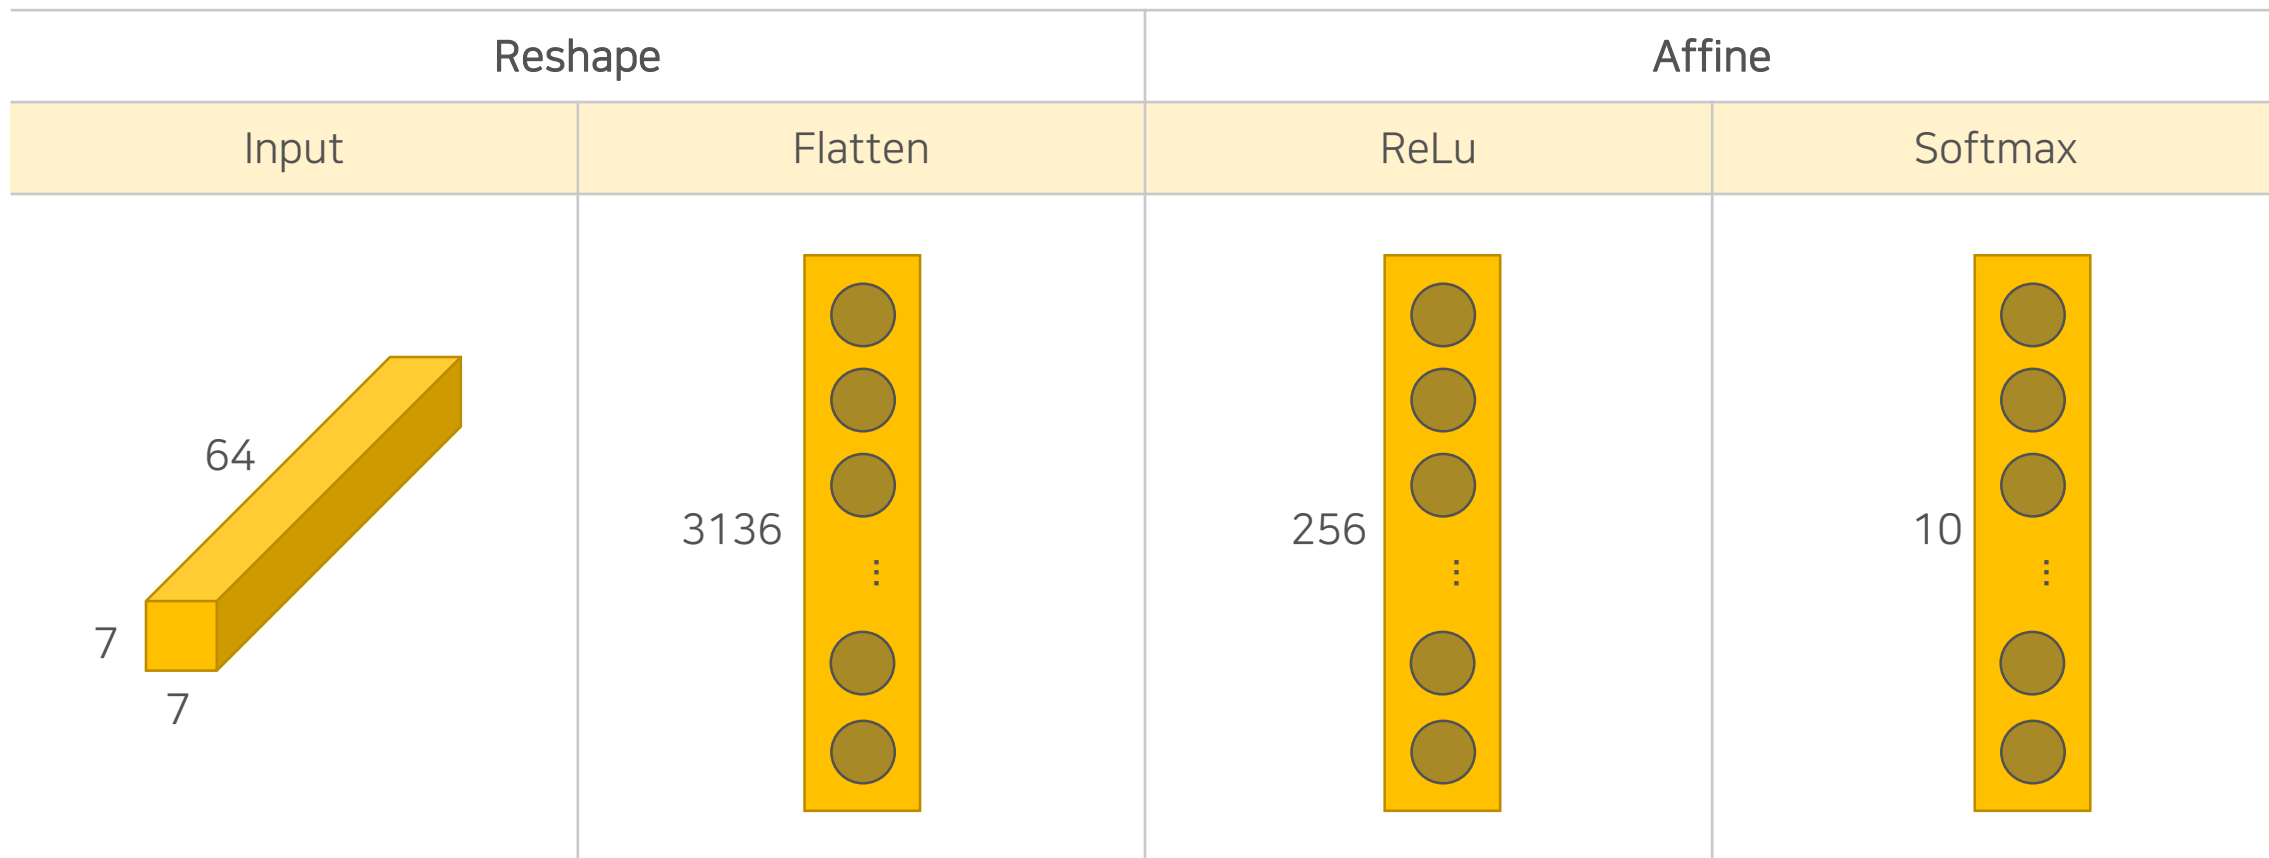 Reshape
Affine
Input
Flatten
ReLu
Softmax
64
7
7
3136
256
10